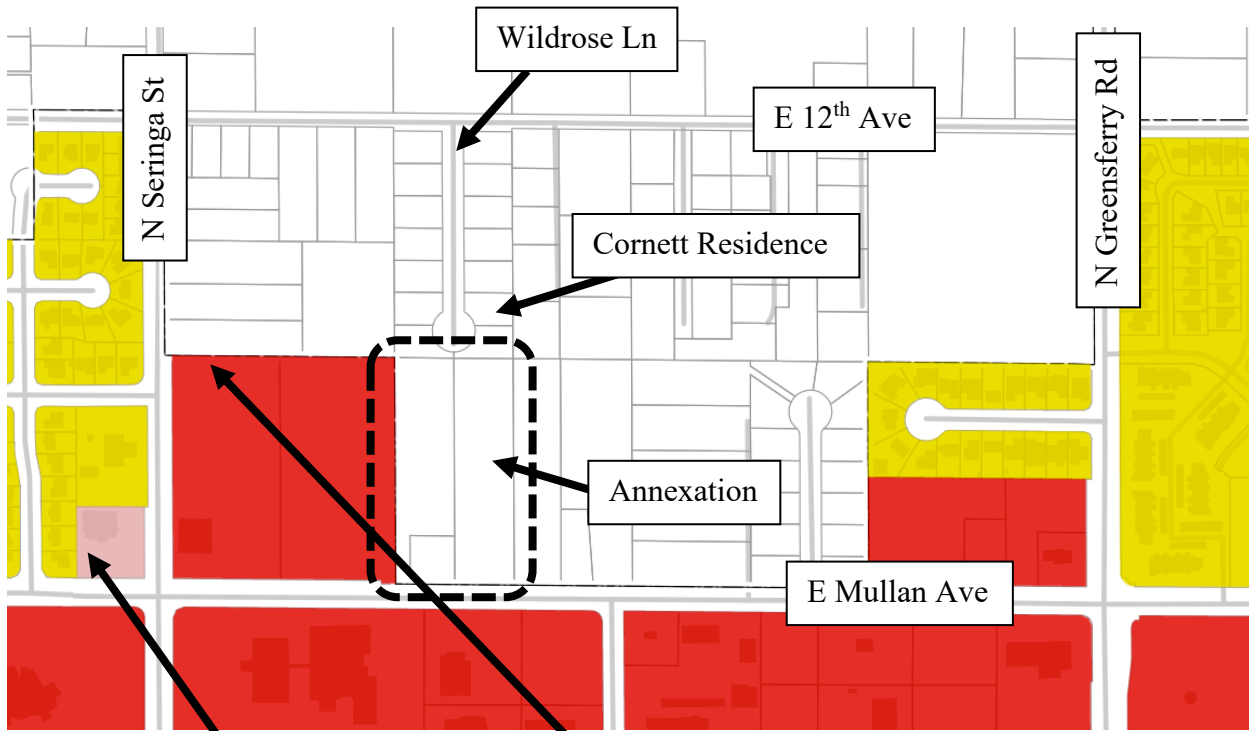 Wildrose Ln
N Seringa St
E 12th Ave
N Greensferry Rd
Cornett Residence
Annexation
E Mullan Ave